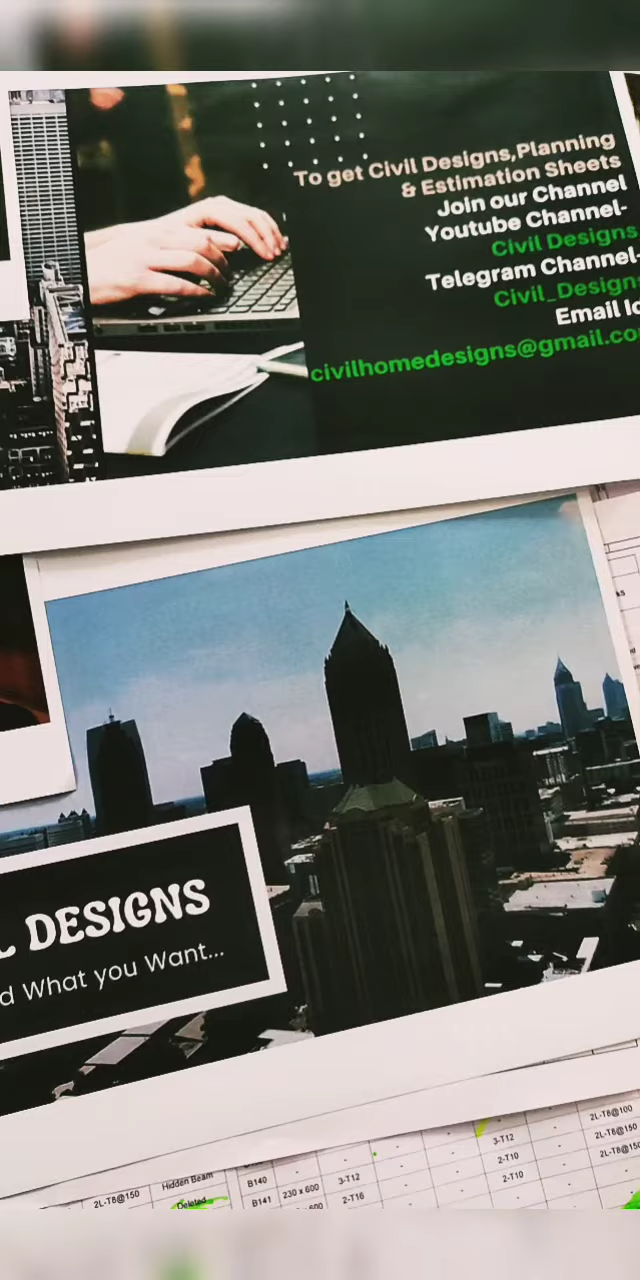 To get Civil Designs,Planning
& Estimation Sheets
Join our Channel
Youtube Channel-
Civil Designs
Telegram Channel-
Civil_Designs
Email Id
civilhomedesigns@gmail.co
DESIGNS
What you Want...
2L-T8@100
3-T12 - 2L-T8@150
- - - 2-T10 - 2L-T8@150
Hidden Beam B140 - 3-T12 - - 2-T10 -
2L-T8@150 Deleted B141 230 x 600 2-T16 - -